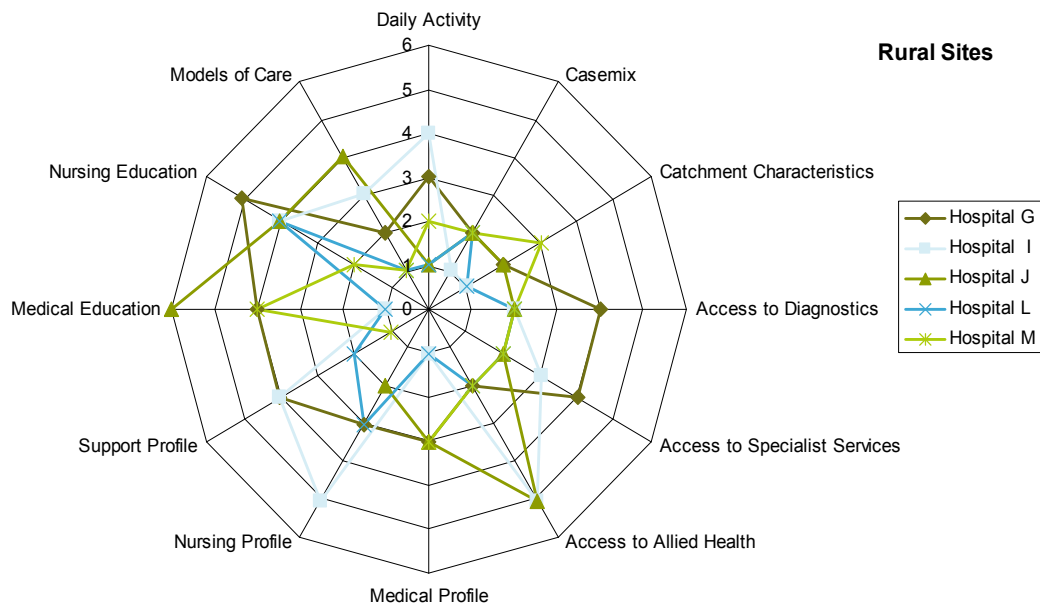 Daily Activity
Rural Sites
Models of Care
Casemix
Nursing Education
Catchment Characteristics
Medical Education
Access to Diagnostics
Support Profile
Access to Specialist Services
Nursing Profile
Access to Allied Health
Medical Profile
6
5
4
3
2
1
0
Hospital G
Hospital I
Hospital J
Hospital L
Hospital M